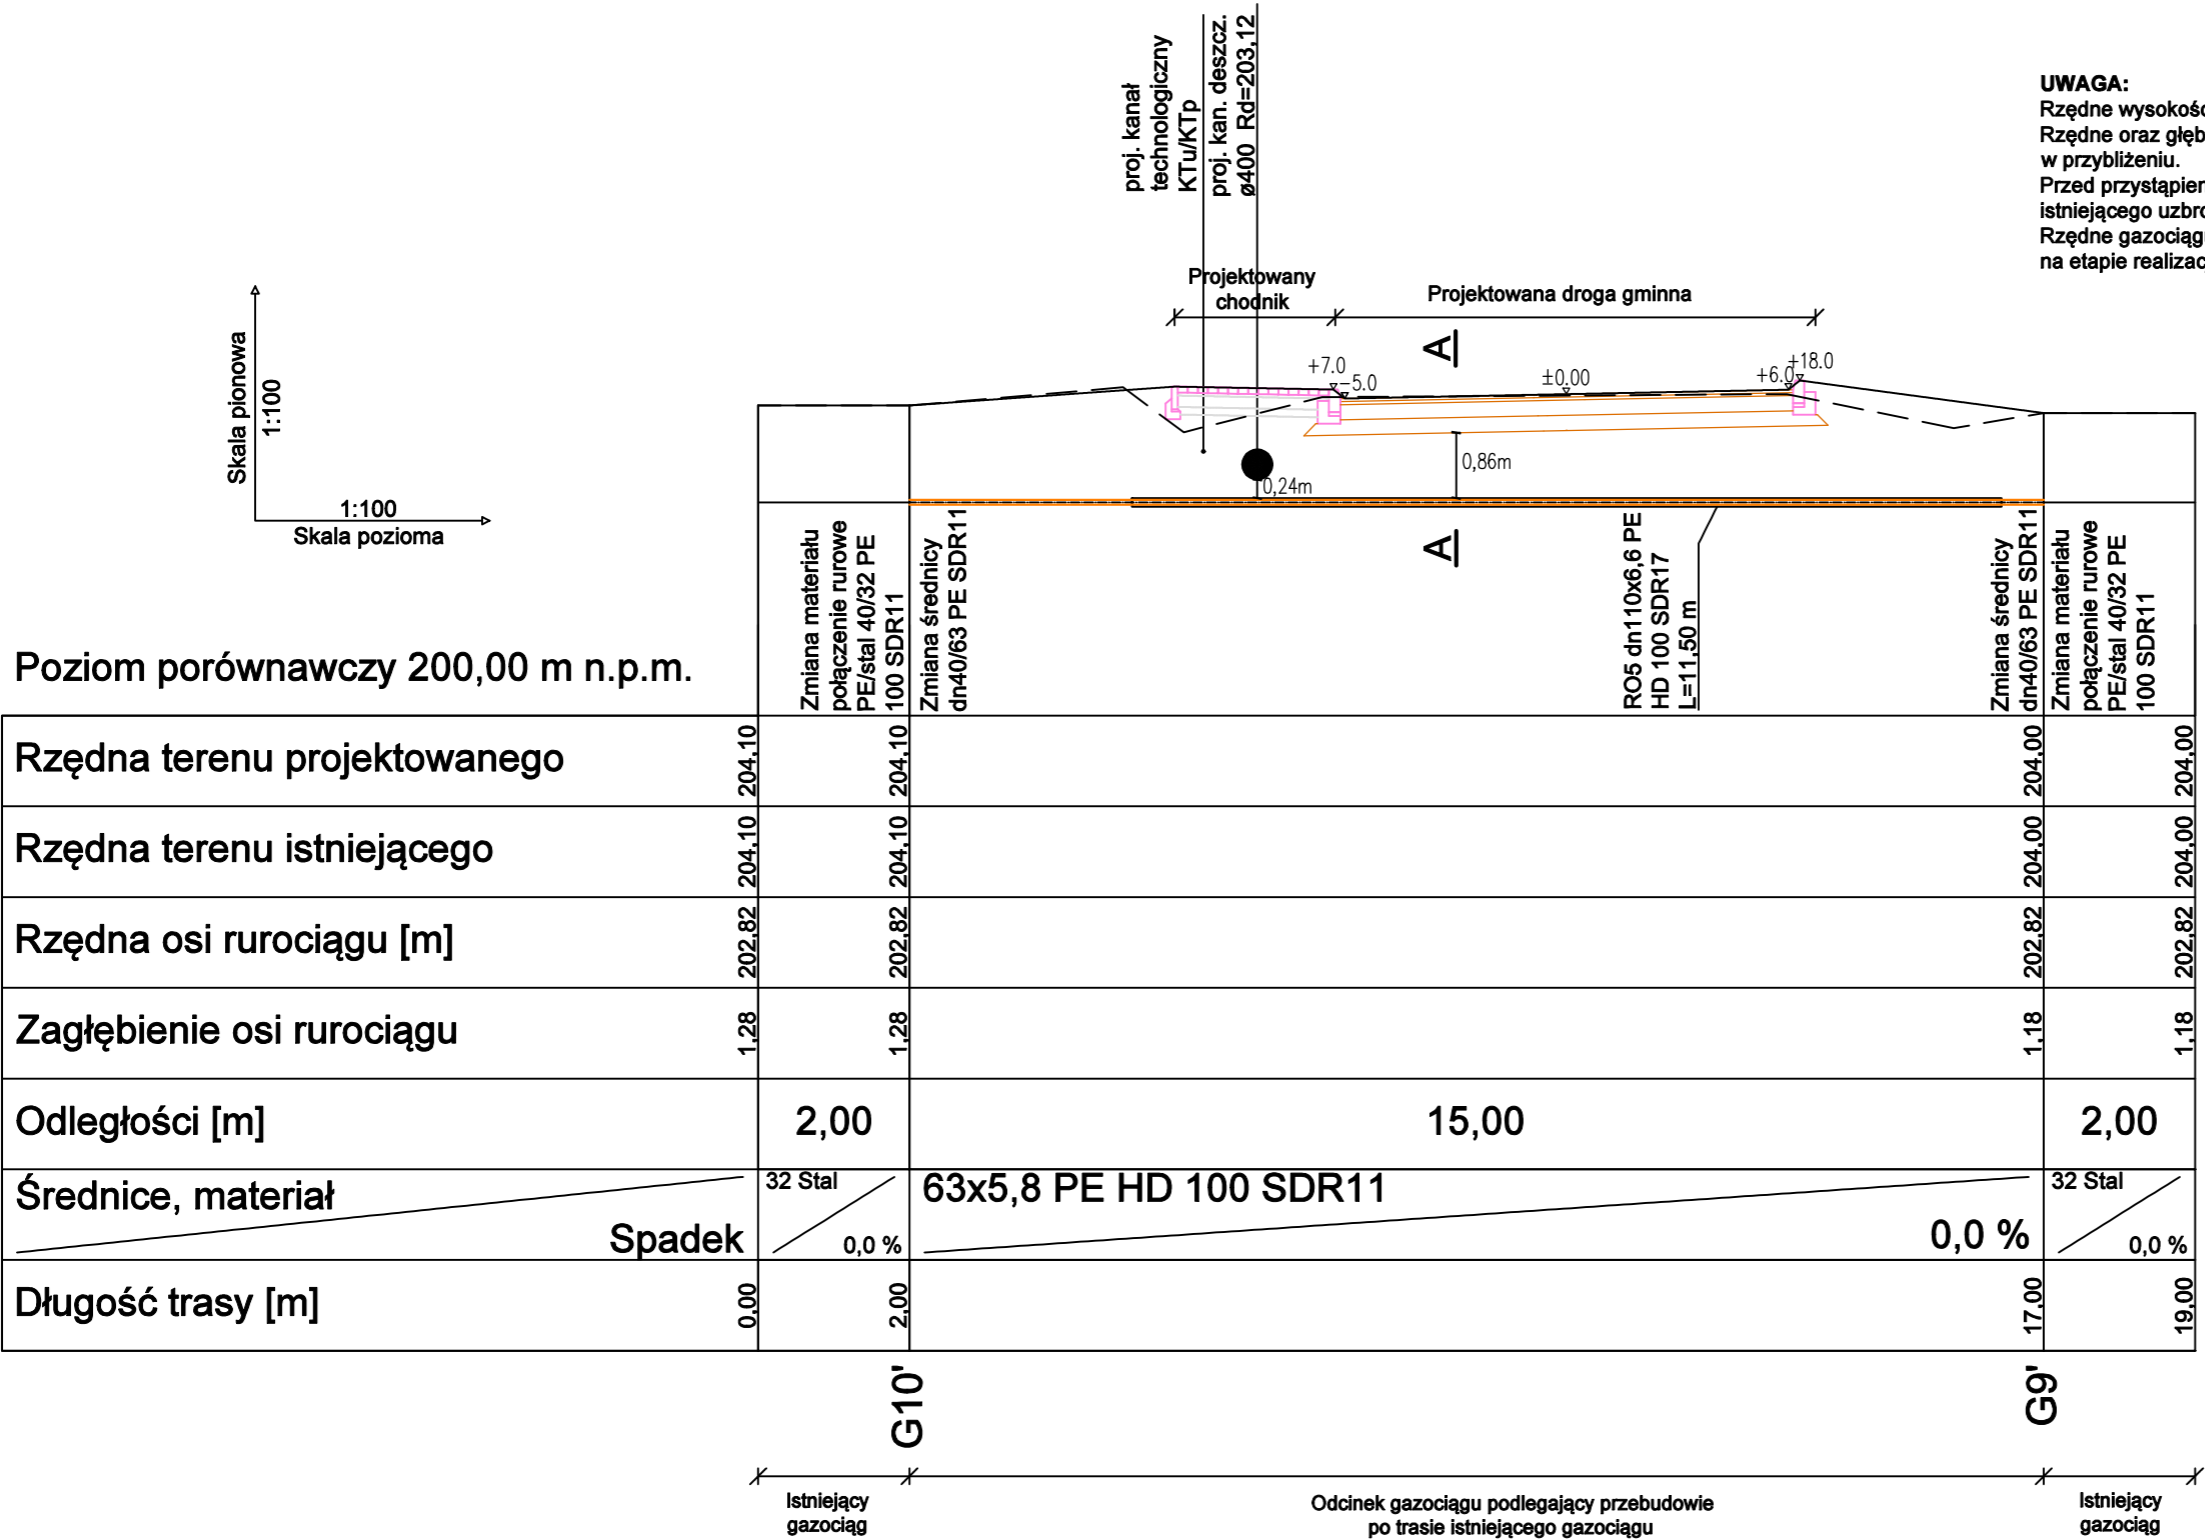 proj. kanał
technologiczny
KTu/KTp
proj. kan. deszcz.
ø400 Rd=203,12
UWAGA:
Rzędne
Rzędne oraz
w przybliżeniu.
Przed
istniejącego
Rzędne
na etapie
Projektowany
chodnik
Projektowana droga gminna
Skala pionowa
1:100
1:100
Skala pozioma
A
+7.0
-5.0
±0.00
+6.0
+18.0
0,86m
0,24m
A
Zmiana materiału
połączenie rurowe
PE/stal 40/32 PE
100 SDR11
Zmiana średnicy
dn40/63 PE SDR11
RO5 dn110x6,6 PE
HD 100 SDR17
L=11,50 m
Zmiana średnicy
dn40/63 PE SDR11
Zmiana materiału
połączenie rurowe
PE/stal 40/32 PE
100 SDR11
Poziom porównawczy 200,00 m n.p.m.
Rzędna terenu projektowanego 204,10 204,10 204,00 204,00
Rzędna terenu istniejącego 204,10 204,10 204,00 204,00
Rzędna osi rurociągu [m] 202,82 202,82 202,82 202,82
Zagłębienie osi rurociągu 1,28 1,28 1,18 1,18
Odległości [m] 2,00 15,00 2,00
Średnice, materiał 32 Stal 63x5,8 PE HD 100 SDR11 32 Stal
Spadek 0,0 % 0,0 % 0,0 %
Długość trasy [m] 0,00 2,00 17,00 19,00
G10'
G9'
Istniejący
gazociąg
Odcinek gazociągu podlegający przebudowie
po trasie istniejącego gazociągu
Istniejący
gazociąg